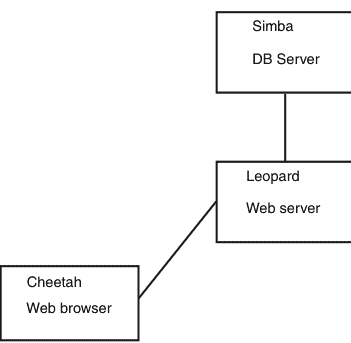 Simba
DB Server
Leopard
Web server
Cheetah
Web browser